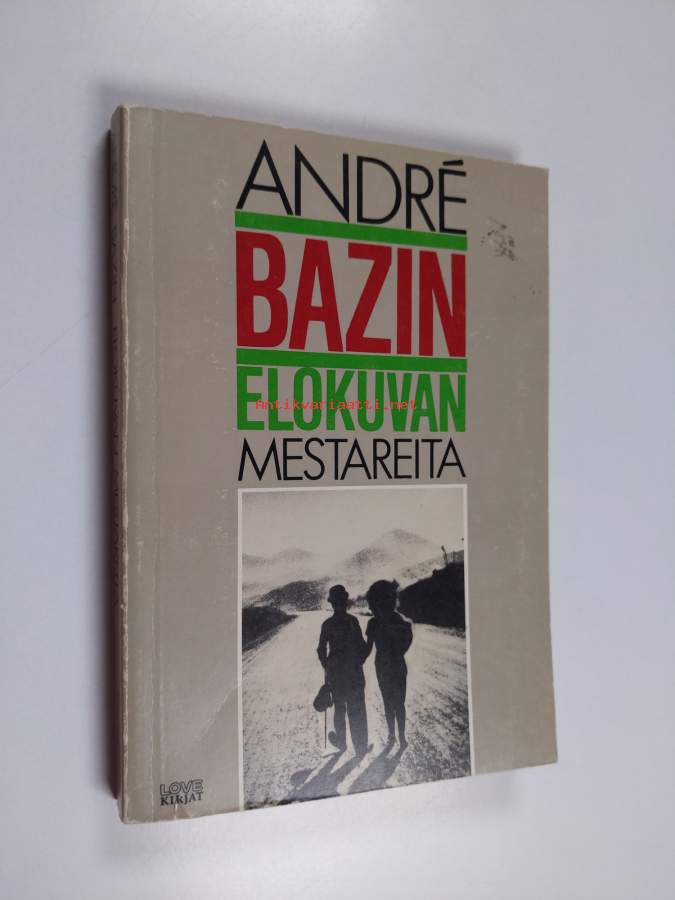 ANDRÉ
BAZIN
ELOKUVAN
Antikvariaatti.net
MESTAREITA
LOVE
KIRJAT